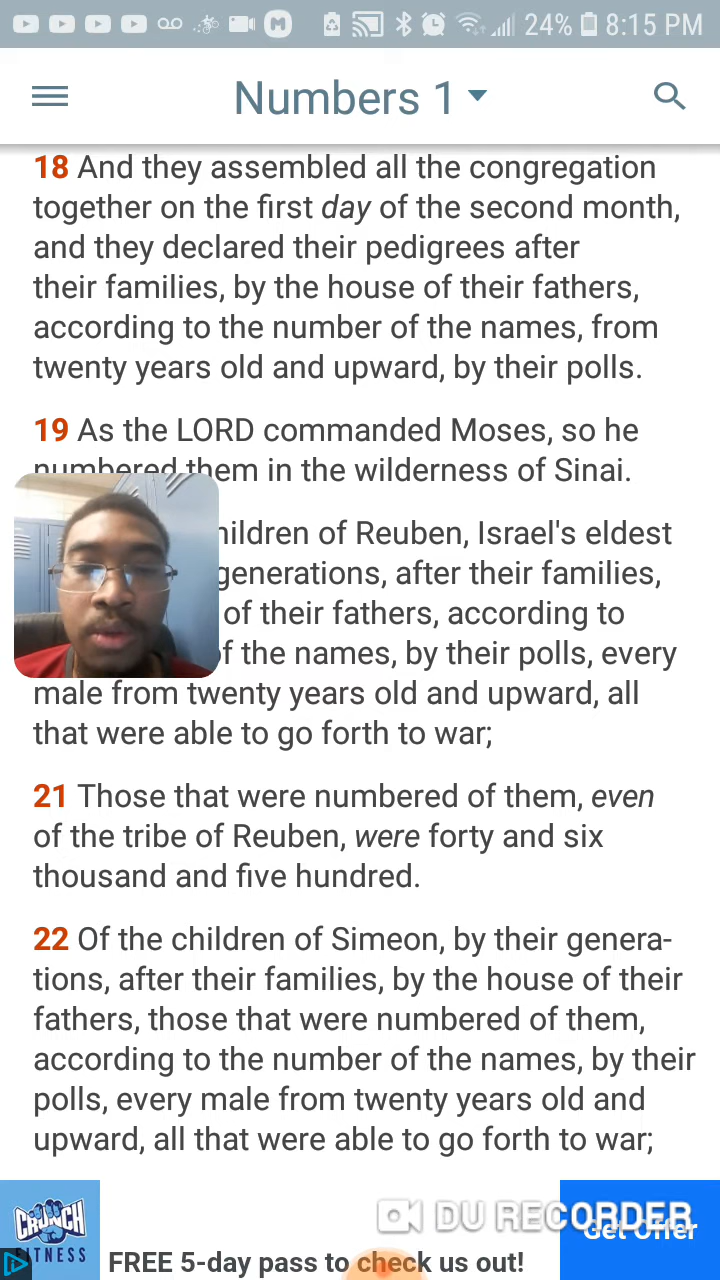 24% 8:15 PM
Numbers 1
18 And they assembled all the congregation
together on the first day of the second month,
and they declared their pedigrees after
their families, by the house of their fathers,
according to the number of the names, from
twenty years old and upward, by their polls.
19 As the LORD commanded Moses, so he
numbered them in the wilderness of Sinai.
hildren of Reuben, Israel's eldest
generations, after their families,
of their fathers, according to
f the names, by their polls, every
male from twenty years old and upward, all
that were able to go forth to war;
21 Those that were numbered of them, even
of the tribe of Reuben, were forty and six
thousand and five hundred.
22 Of the children of Simeon, by their genera-
tions, after their families, by the house of their
fathers, those that were numbered of them,
according to the number of the names, by their
polls, every male from twenty years old and
upward, all that were able to go forth to war;
CRUNCH
FITNESS
FREE 5-day pass to check us out!
DU RECORDER
Get Offer